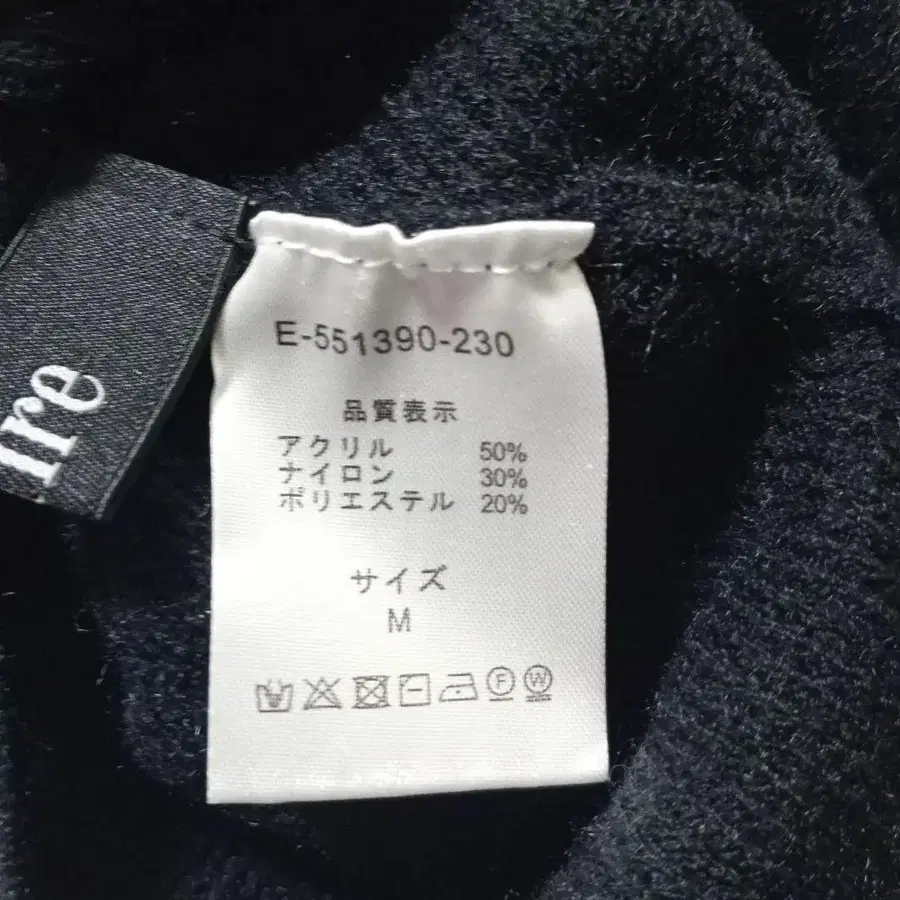 ire
E-551390-230
品質表示
アクリル 50%
ナイロン 30%
ポリエステル 20%
サイズ
M
F W